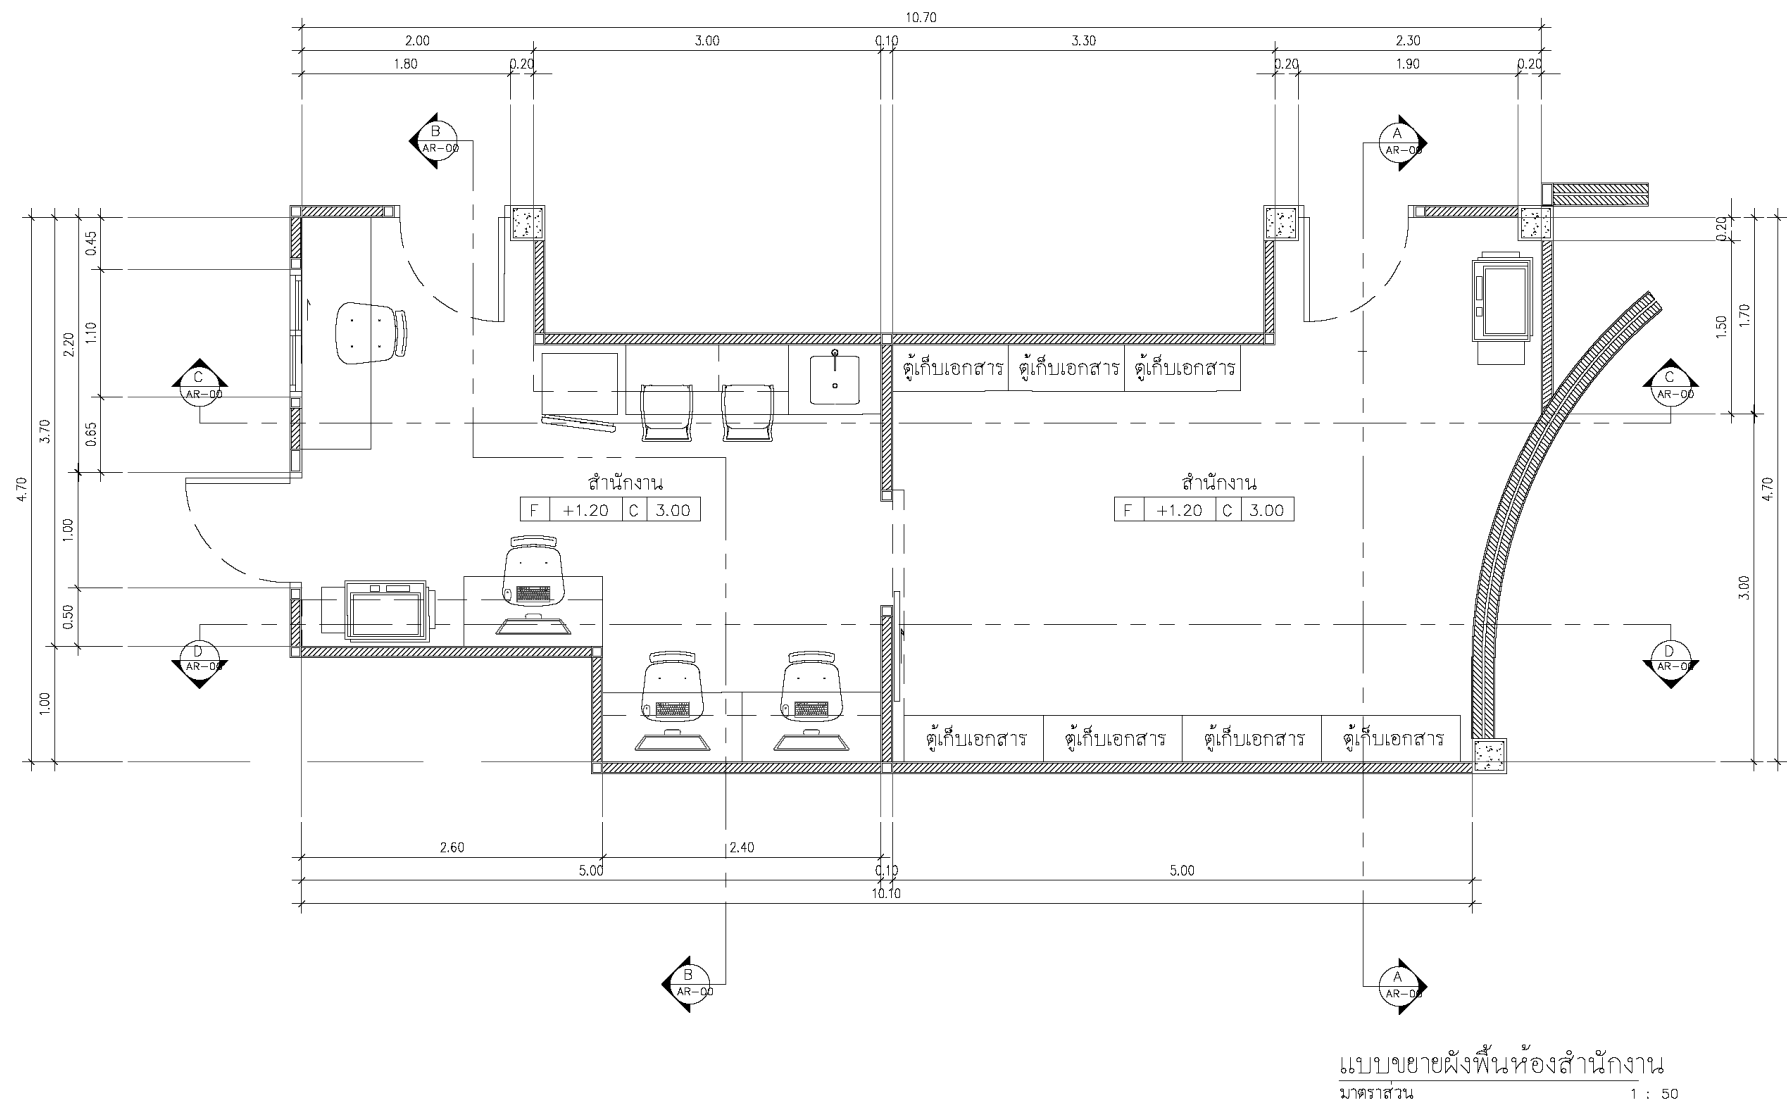 10.70
2.00 3.00 0.10 3.30 2.30
1.80 0.20 0.20 1.90 0.20
B
AR-00
A
AR-00
0.45
1.10
2.20
0.65
3.70
4.70
1.00
0.50
1.00
0.20
1.50
1.70
4.70
3.00
C
AR-00
C
AR-00
ตู้เก็บเอกสาร ตู้เก็บเอกสาร ตู้เก็บเอกสาร
สำนักงาน
F +1.20 C 3.00
สำนักงาน
F +1.20 C 3.00
D
AR-00
D
AR-00
ตู้เก็บเอกสาร ตู้เก็บเอกสาร ตู้เก็บเอกสาร ตู้เก็บเอกสาร
2.60 2.40
5.00 0.10 5.00
10.10
B
AR-00
A
AR-00
แบบขยายผังพื้นห้องสำนักงาน
มาตราส่วน 1 : 50